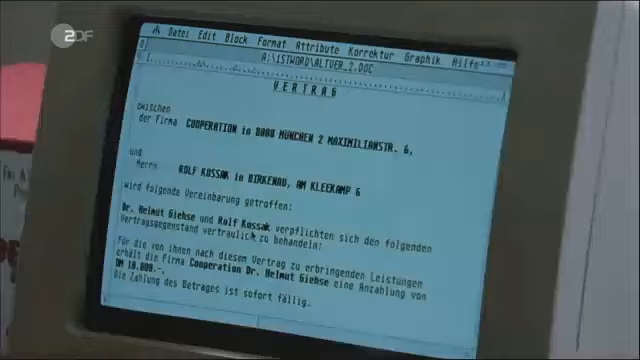 ZDF
Datei Edit Block Format Attribute Korrektur Graphik Hilfe
A:\1STWORD\ALTVER_2.DOC
VERTRAG
zwischen
der Firma COOPERATION in 8000 MÜNCHEN 2 MAXIMILIANSTR. 6,
und
Herrn ROLF KOSSAK in BIRKENAU, AM KLEEKAMP 6
wird folgende Vereinbarung getroffen:
Dr. Helmut Giehse und Rolf Kossak verpflichten sich den folgenden
Vertragsgegenstand vertraulich zu behandeln:
Für die von ihnen nach diesem Vertrag zu erbringenden Leistungen
erhält die Firma Cooperation Dr. Helmut Giehse eine Anzahlung von
DM 10.000.-.
Die Zahlung des Betrages ist sofort fällig.